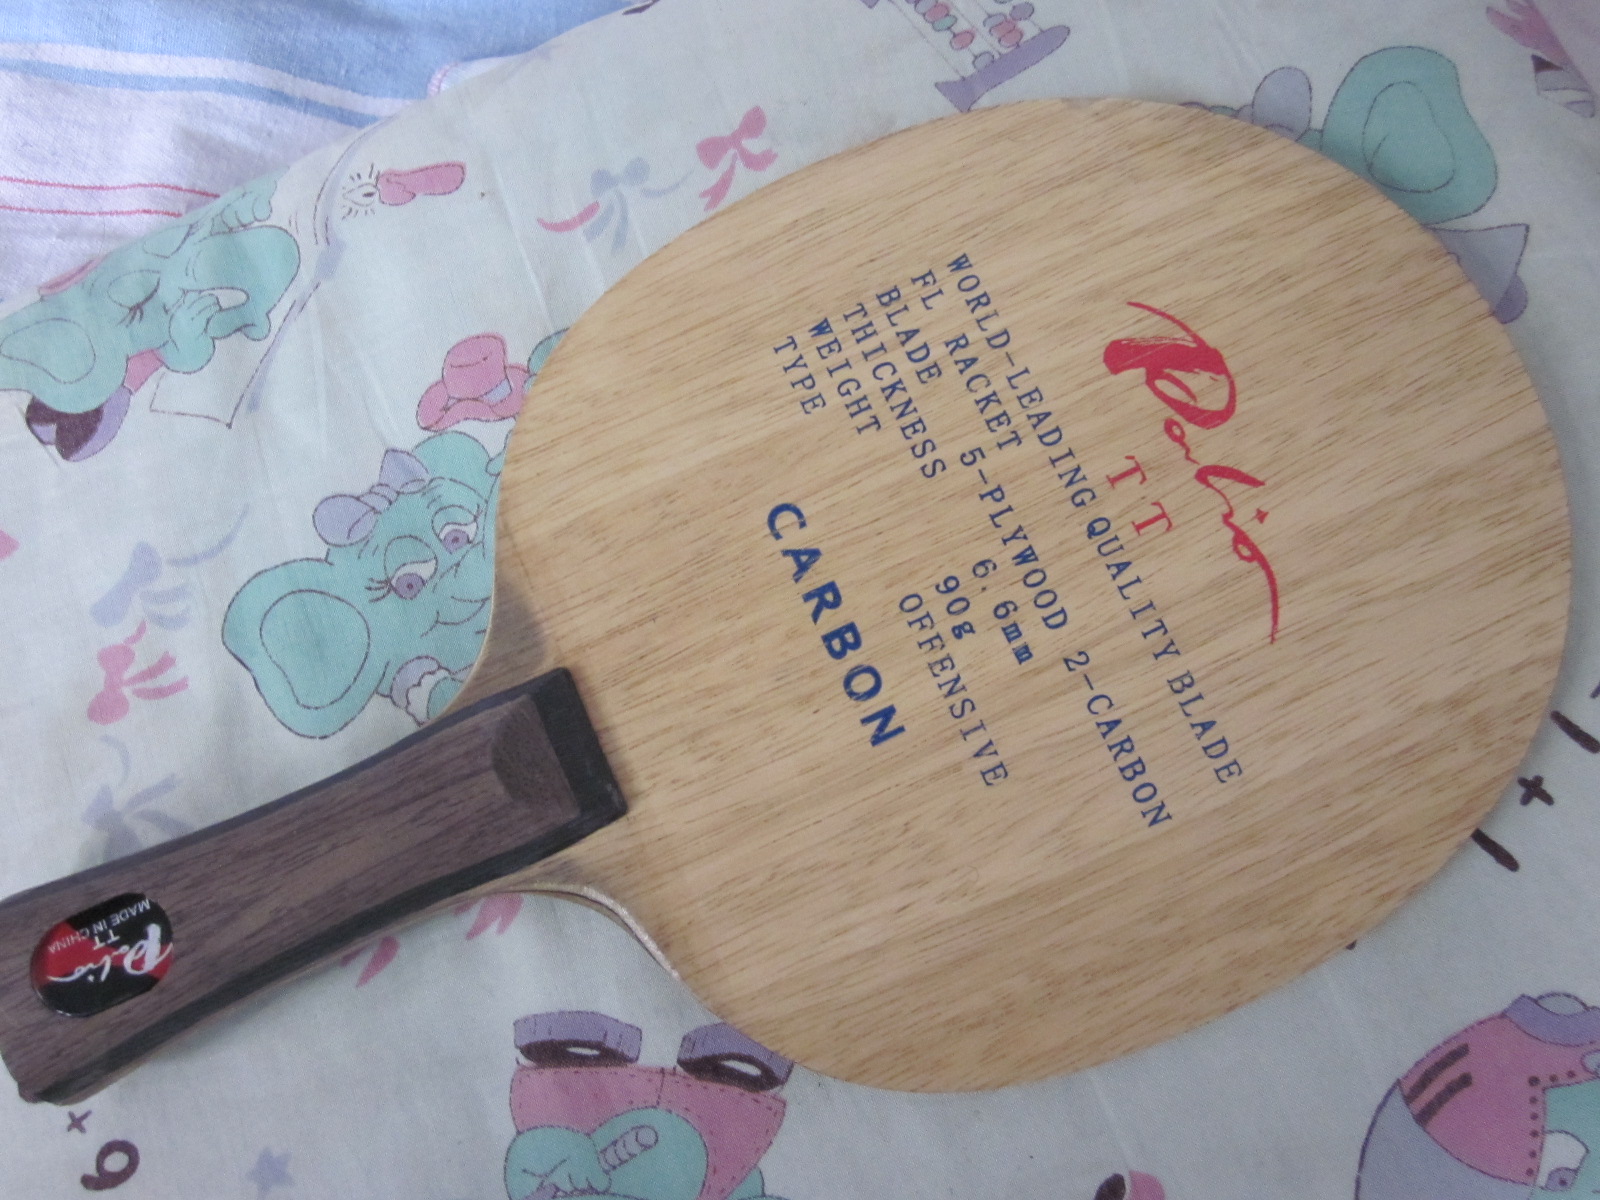 Palio
TT
WORLD-LEADING QUALITY BLADE
FL RACKET
BLADE 5-PLYWOOD 2-CARBON
THICKNESS 6.6mm
WEIGHT 90g
TYPE OFFENSIVE
CARBON
Palio
TT
MADE IN CHINA
+ 6